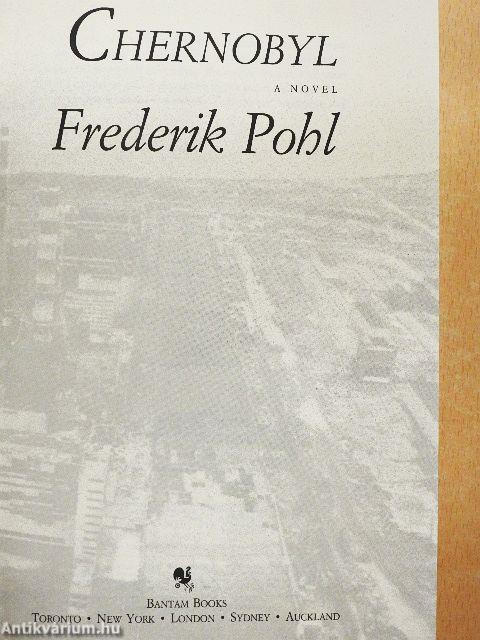 CHERNOBYL
A NOVEL
Frederik Pohl
BANTAM BOOKS
TORONTO • NEW YORK • LONDON • SYDNEY • AUCKLAND
Antikvarium.hu